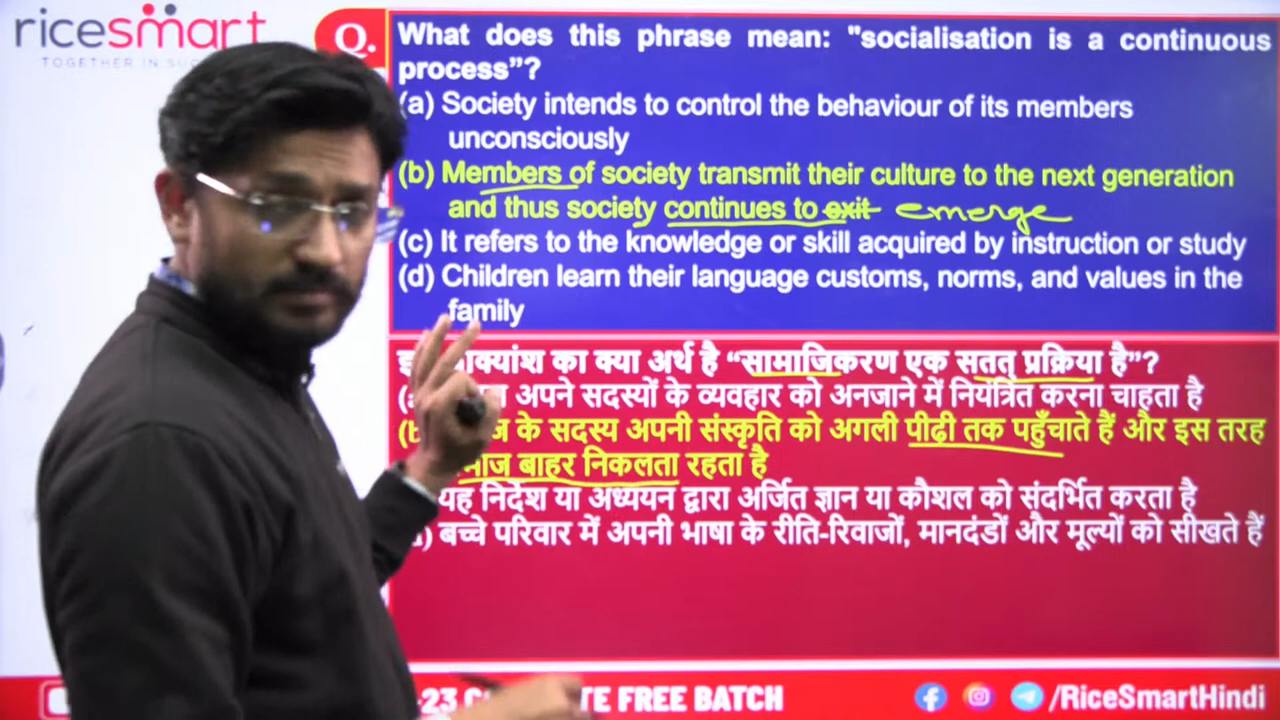 ricesmart
TOGETHER IN
Q.
What does this phrase mean: "socialisation is a continuous
process”?
(a) Society intends to control the behaviour of its members
unconsciously
(b) Members of society transmit their culture to the next generation
and thus society continues to exit emerge
(c) It refers to the knowledge or skill acquired by instruction or study
(d) Children learn their language customs, norms, and values in the
family
का क्या अर्थ है “सामाजिकरण एक सतत् प्रक्रिया है”?
अपने सदस्यों के व्यवहार को अनजाने में नियंत्रित करना चाहता है
के सदस्य अपनी संस्कृति को अगली पीढ़ी तक पहुँचाते हैं और इस तरह
बाहर निकलता रहता है
यह निर्देश या अध्ययन द्वारा अर्जित ज्ञान या कौशल को संदर्भित करता है
बच्चे परिवार में अपनी भाषा के रीति-रिवाजों, मानदंडों और मूल्यों को सीखते हैं
-23 FREE BATCH
/RiceSmartHindi